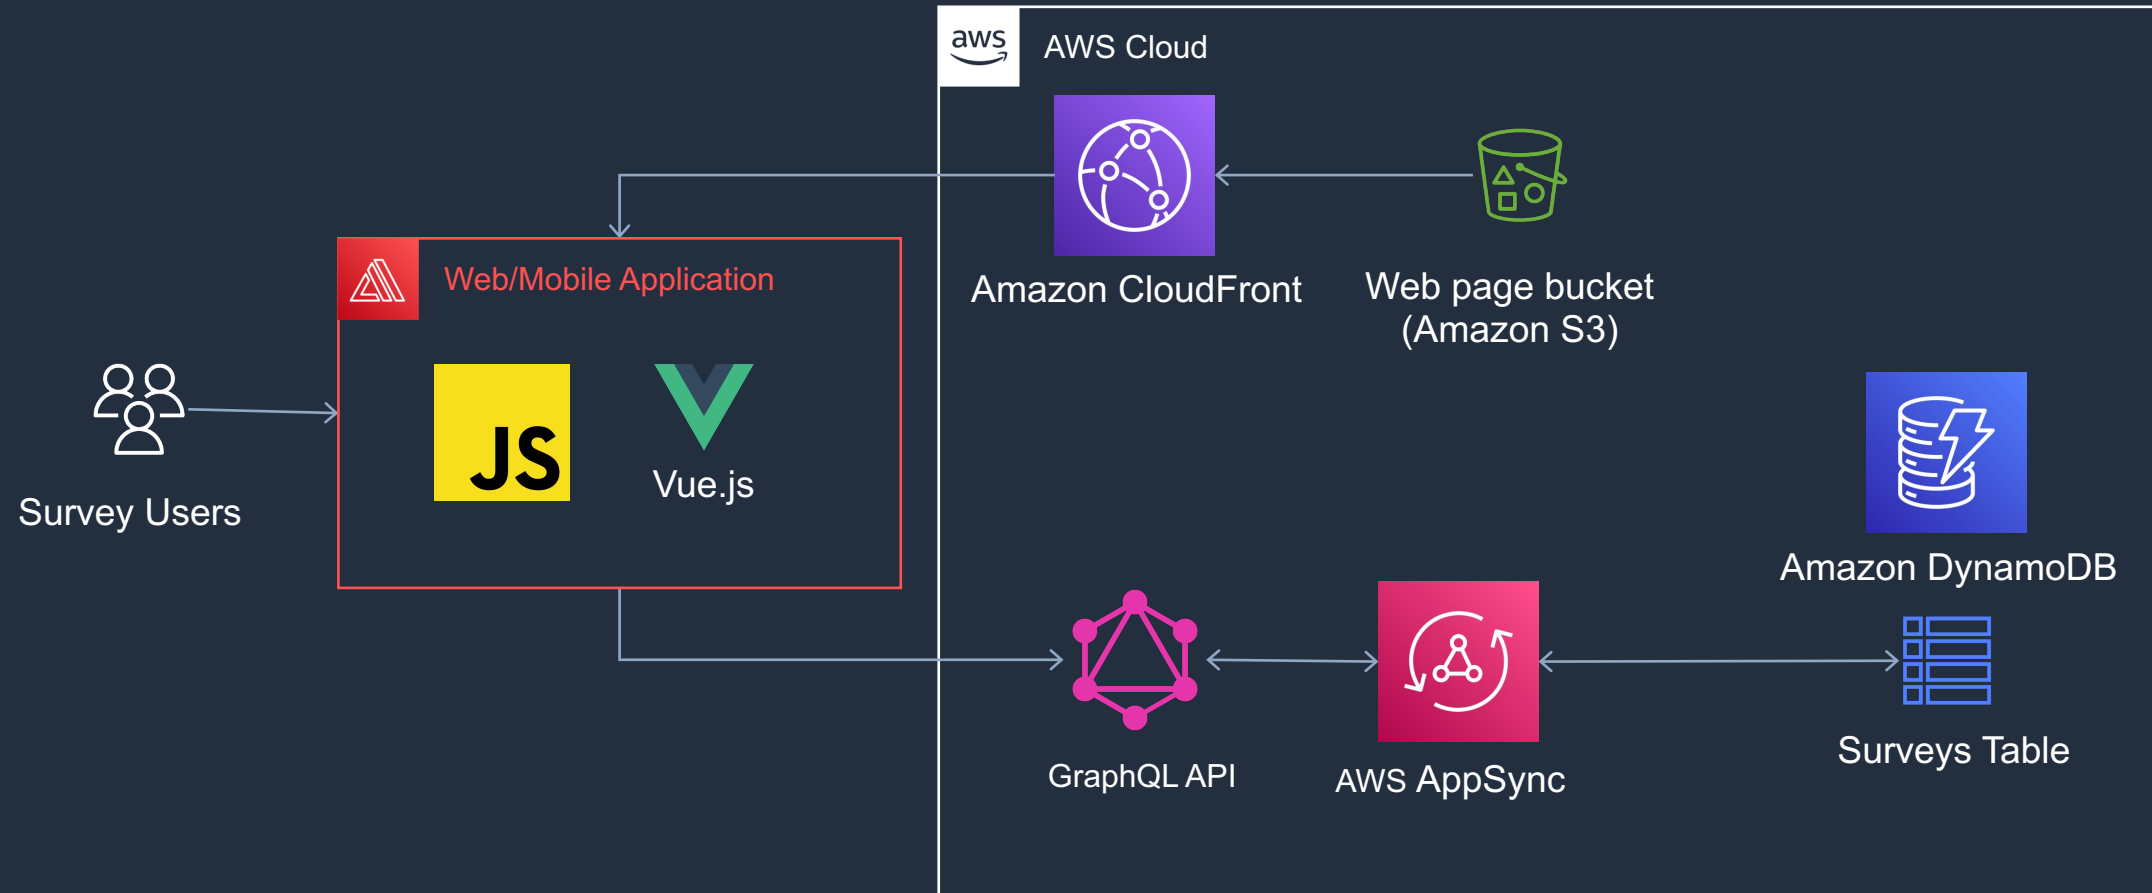 aws
AWS Cloud
Amazon CloudFront
Web page bucket
(Amazon S3)
Web/Mobile Application
JS
Vue.js
Survey Users
Amazon DynamoDB
GraphQL API
AWS AppSync
Surveys Table